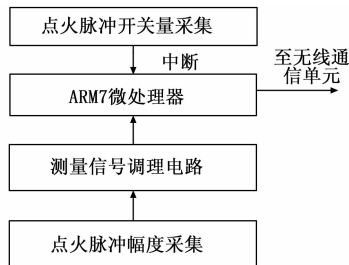 点火脉冲开关量采集
中断
至无线通
信单元
ARM7微处理器
测量信号调理电路
点火脉冲幅度采集